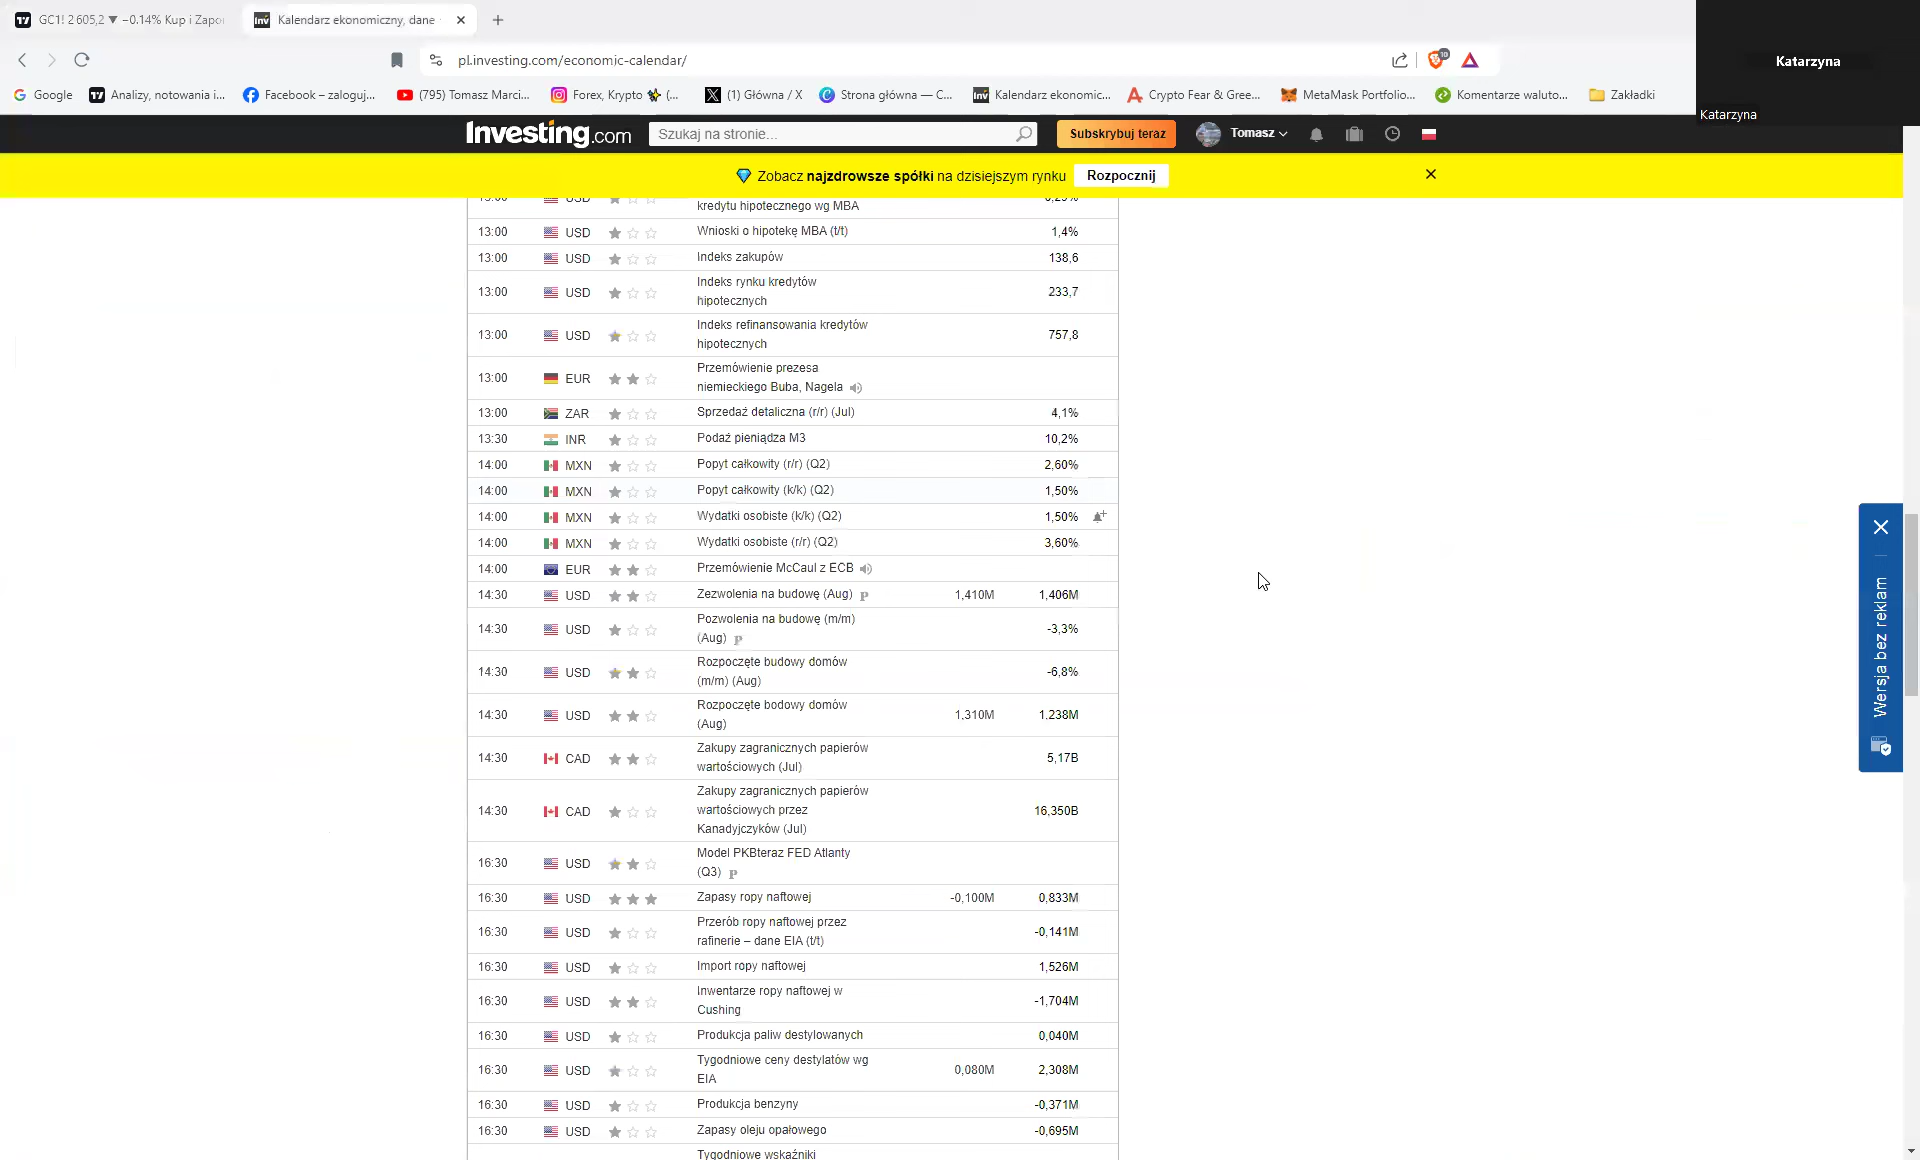 GC1! 2 605,2 ▼ −0.14% Kup i Zapo
Kalendarz ekonomiczny, dane
pl.investing.com/economic-calendar/
Katarzyna
Katarzyna
Google
Analizy, notowania i...
Facebook – zaloguj...
(795) Tomasz Marci...
Forex, Krypto (...
(1) Główna / X
Strona główna — C...
Kalendarz ekonomic...
Crypto Fear & Gree...
MetaMask Portfolio...
Komentarze waluto...
Zakładki
Investing.com
Szukaj na stronie...
Subskrybuj teraz
Tomasz
Zobacz najzdrowsze spółki na dzisiejszym rynku
Rozpocznij
kredytu hipotecznego wg MBA
13:00 USD Wnioski o hipotekę MBA (t/t) 1,4%
13:00 USD Indeks zakupów 138,6
13:00 USD Indeks rynku kredytów
hipotecznych 233,7
13:00 USD Indeks refinansowania kredytów
hipotecznych 757,8
13:00 EUR Przemówienie prezesa
niemieckiego Buba, Nagela
13:00 ZAR Sprzedaż detaliczna (r/r) (Jul) 4,1%
13:30 INR Podaż pieniądza M3 10,2%
14:00 MXN Popyt całkowity (r/r) (Q2) 2,60%
14:00 MXN Popyt całkowity (k/k) (Q2) 1,50%
14:00 MXN Wydatki osobiste (k/k) (Q2) 1,50%
14:00 MXN Wydatki osobiste (r/r) (Q2) 3,60%
14:00 EUR Przemówienie McCaul z ECB
14:30 USD Zezwolenia na budowę (Aug) P 1,410M 1,406M
14:30 USD Pozwolenia na budowę (m/m)
(Aug) P -3,3%
14:30 USD Rozpoczęte budowy domów
(m/m) (Aug) -6,8%
14:30 USD Rozpoczęte bodowy domów
(Aug) 1,310M 1,238M
14:30 CAD Zakupy zagranicznych papierów
wartościowych (Jul) 5,17B
14:30 CAD Zakupy zagranicznych papierów
wartościowych przez
Kanadyjczyków (Jul) 16,350B
16:30 USD Model PKBteraz FED Atlanty
(Q3) P
16:30 USD Zapasy ropy naftowej -0,100M 0,833M
16:30 USD Przerób ropy naftowej przez
rafinerie – dane EIA (t/t) -0,141M
16:30 USD Import ropy naftowej 1,526M
16:30 USD Inwentarze ropy naftowej w
Cushing -1,704M
16:30 USD Produkcja paliw destylowanych 0,040M
16:30 USD Tygodniowe ceny destylatów wg
EIA 0,080M 2,308M
16:30 USD Produkcja benzyny -0,371M
16:30 USD Zapasy oleju opałowego -0,695M
Tygodniowe wskaźniki
Wersja bez reklam